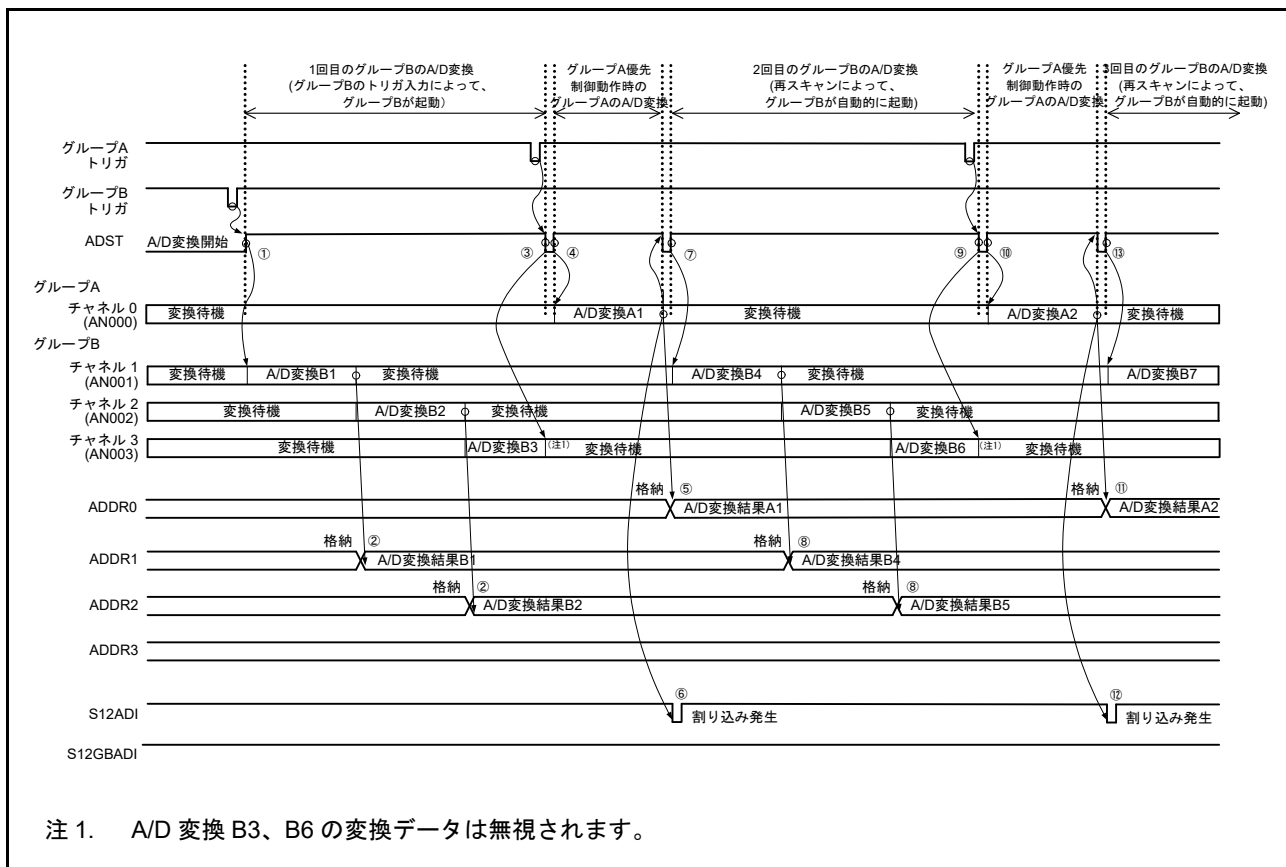 1回目のグループBのA/D変換
(グループBのトリガ入力によって、
グループBが起動)
グループA優先
制御動作時の
グループAのA/D変換
2回目のグループBのA/D変換
(再スキャンによって、
グループBが自動的に起動)
グループA優先
制御動作時の
グループAのA/D変換
3回目のグループBのA/D変換
(再スキャンによって、
グループBが自動的に起動)
グループA
トリガ
グループB
トリガ
ADST A/D変換開始 ① ③ ④ ⑦ ⑨ ⑩ ⑬
グループA
チャネル 0
(AN000) 変換待機 A/D変換A1 変換待機 A/D変換A2 変換待機
グループB
チャネル 1
(AN001) 変換待機 A/D変換B1 変換待機 A/D変換B4 変換待機 A/D変換B7
チャネル 2
(AN002) 変換待機 A/D変換B2 変換待機 A/D変換B5 変換待機
チャネル 3
(AN003) 変換待機 A/D変換B3 (注1) 変換待機 A/D変換B6 (注1) 変換待機
ADDR0 格納 ⑤ A/D変換結果A1 格納 ⑪ A/D変換結果A2
ADDR1 格納 ② A/D変換結果B1 格納 ⑧ A/D変換結果B4
ADDR2 格納 ② A/D変換結果B2 格納 ⑧ A/D変換結果B5
ADDR3
S12ADI ⑥ 割り込み発生 ⑫ 割り込み発生
S12GBADI
注 1. A/D 変換 B3、B6 の変換データは無視されます。